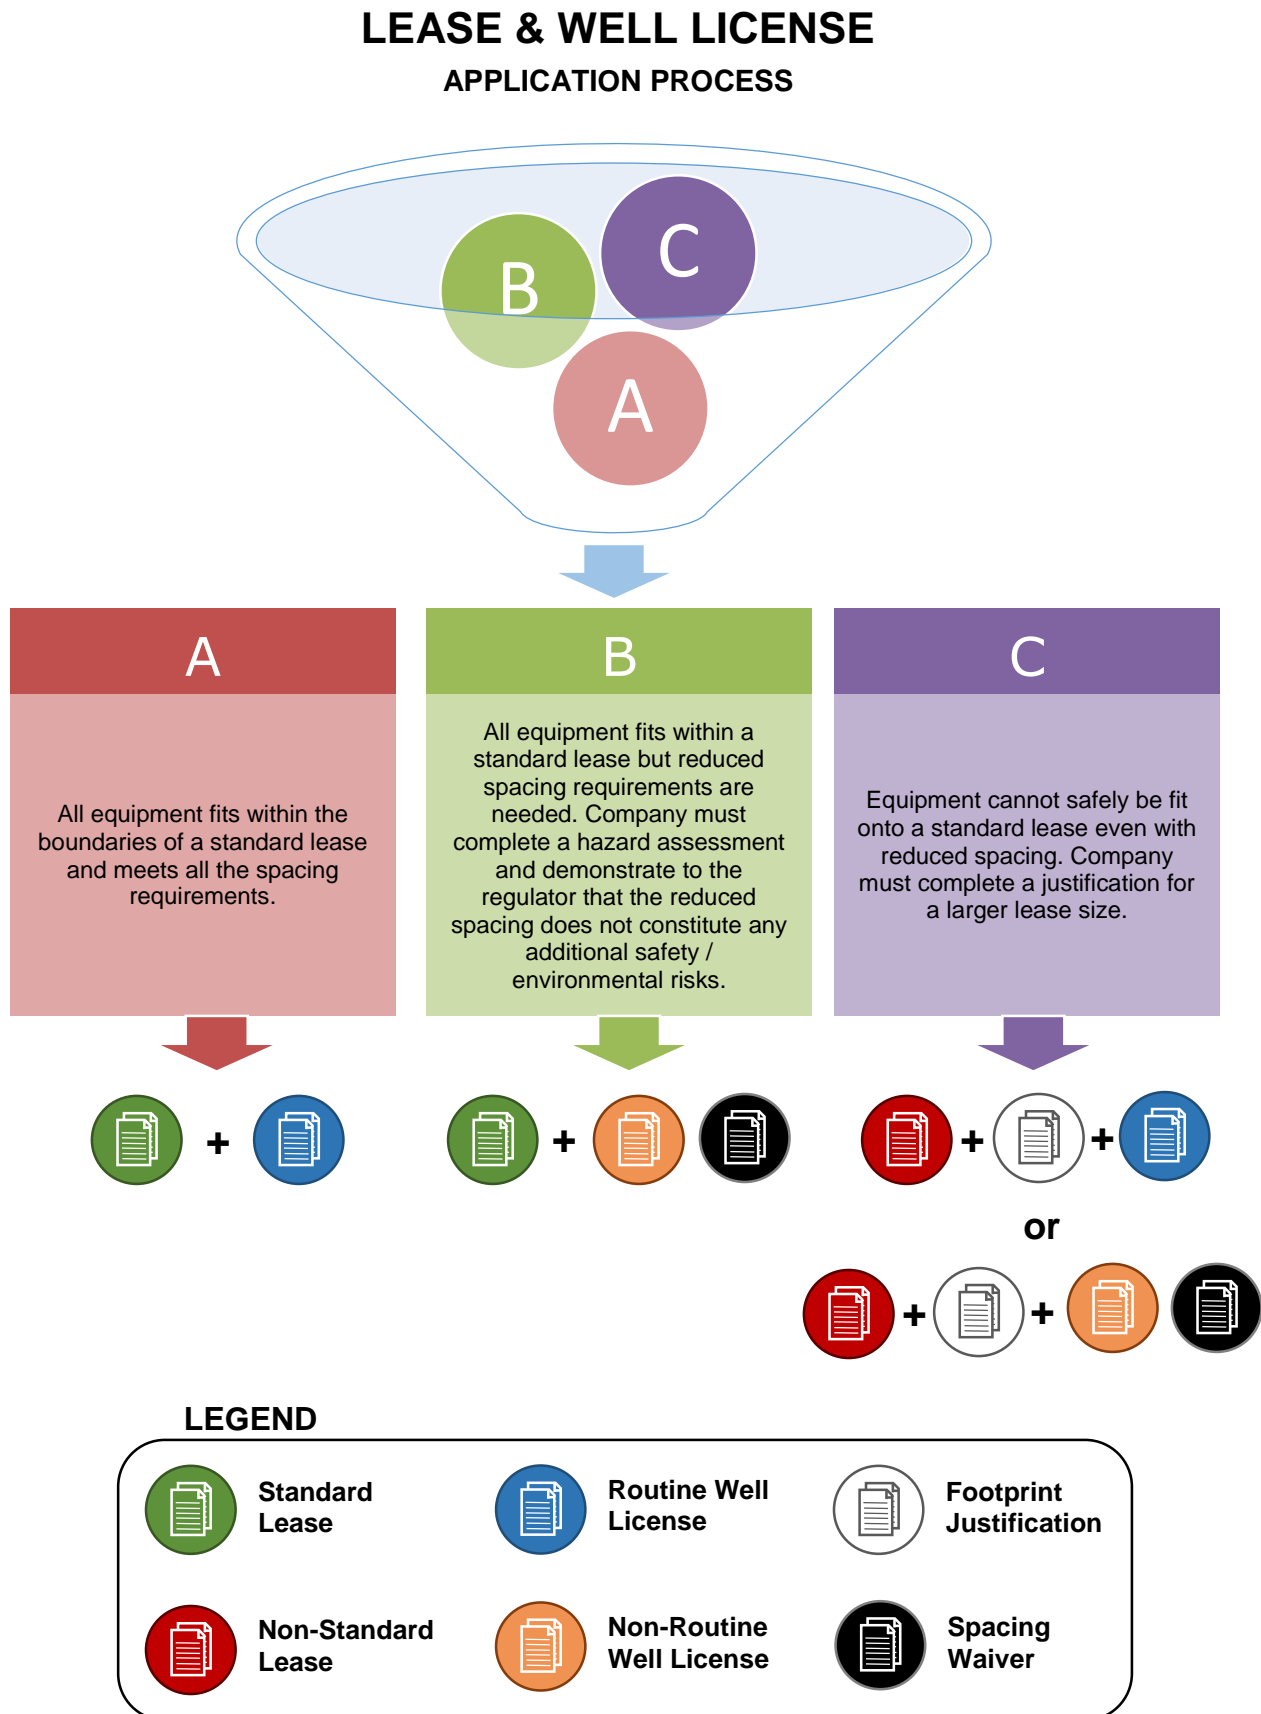 LEASE & WELL LICENSE
APPLICATION PROCESS
B
C
A
A
All equipment fits within the
boundaries of a standard lease
and meets all the spacing
requirements.
B
All equipment fits within a
standard lease but reduced
spacing requirements are
needed. Company must
complete a hazard assessment
and demonstrate to the
regulator that the reduced
spacing does not constitute any
additional safety /
environmental risks.
C
Equipment cannot safely be fit
onto a standard lease even with
reduced spacing. Company
must complete a justification for
a larger lease size.
+
+
+ +
or
+ +
LEGEND
Standard
Lease
Routine Well
License
Footprint
Justification
Non-Standard
Lease
Non-Routine
Well License
Spacing
Waiver